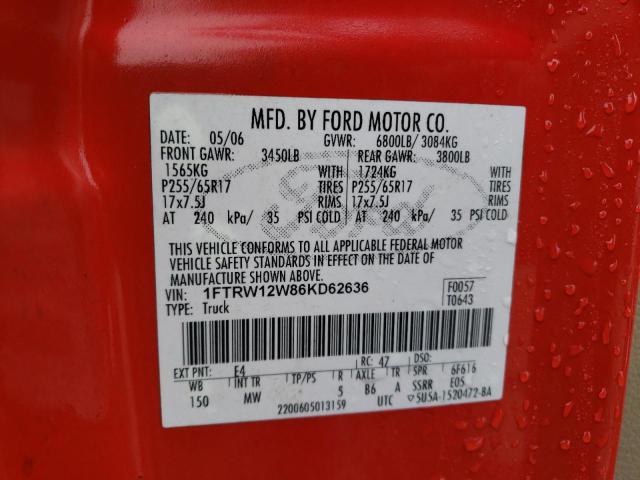 MFD. BY FORD MOTOR CO.
DATE: 05/06 GVWR: 6800LB/ 3084KG
FRONT GAWR: 3450LB REAR GAWR: 3800LB
1565KG WITH 1724KG WITH
P255/65R17 TIRES P255/65R17 TIRES
17x7.5J RIMS 17x7.5J RIMS
AT 240 kPa/ 35 PSI COLD AT 240 kPa/ 35 PSI COLD
Ford
THIS VEHICLE CONFORMS TO ALL APPLICABLE FEDERAL MOTOR
VEHICLE SAFETY STANDARDS IN EFFECT ON THE DATE OF
MANUFACTURE SHOWN ABOVE.
VIN: 1FTRW12W86KD62636 F0057
TYPE: Truck T0643
EXT PNT: E4 RC: 47 DSO:
WB INT TR TP/PS R AXLE TR SPR 6F616
150 MW 5 B6 A SSRR E05
2200605013159 UTC ▽5U5A-1520472-BA